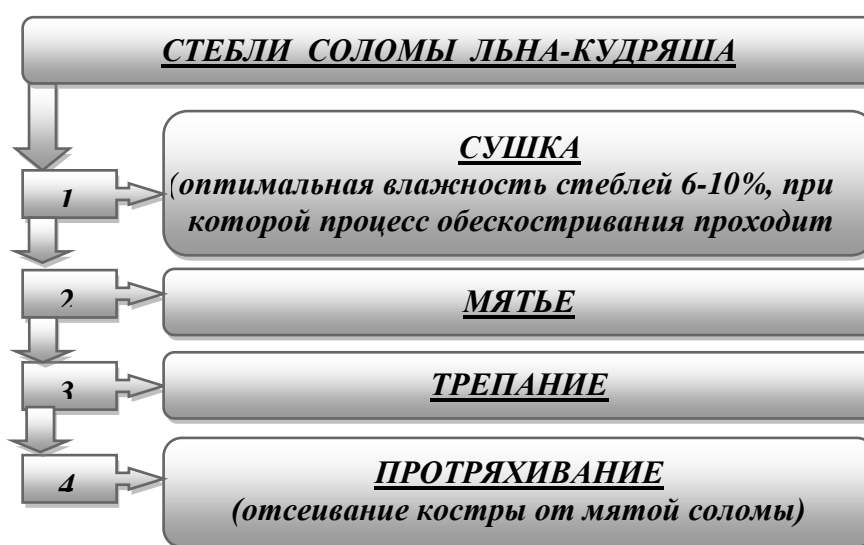 СТЕБЛИ СОЛОМЫ ЛЬНА-КУДРЯША
СУШКА
1
(оптимальная влажность стеблей 6-10%, при
которой процесс обескостривания проходит
2
МЯТЬЕ
3
ТРЕПАНИЕ
4
ПРОТРЯХИВАНИЕ
(отсеивание костры от мятой соломы)